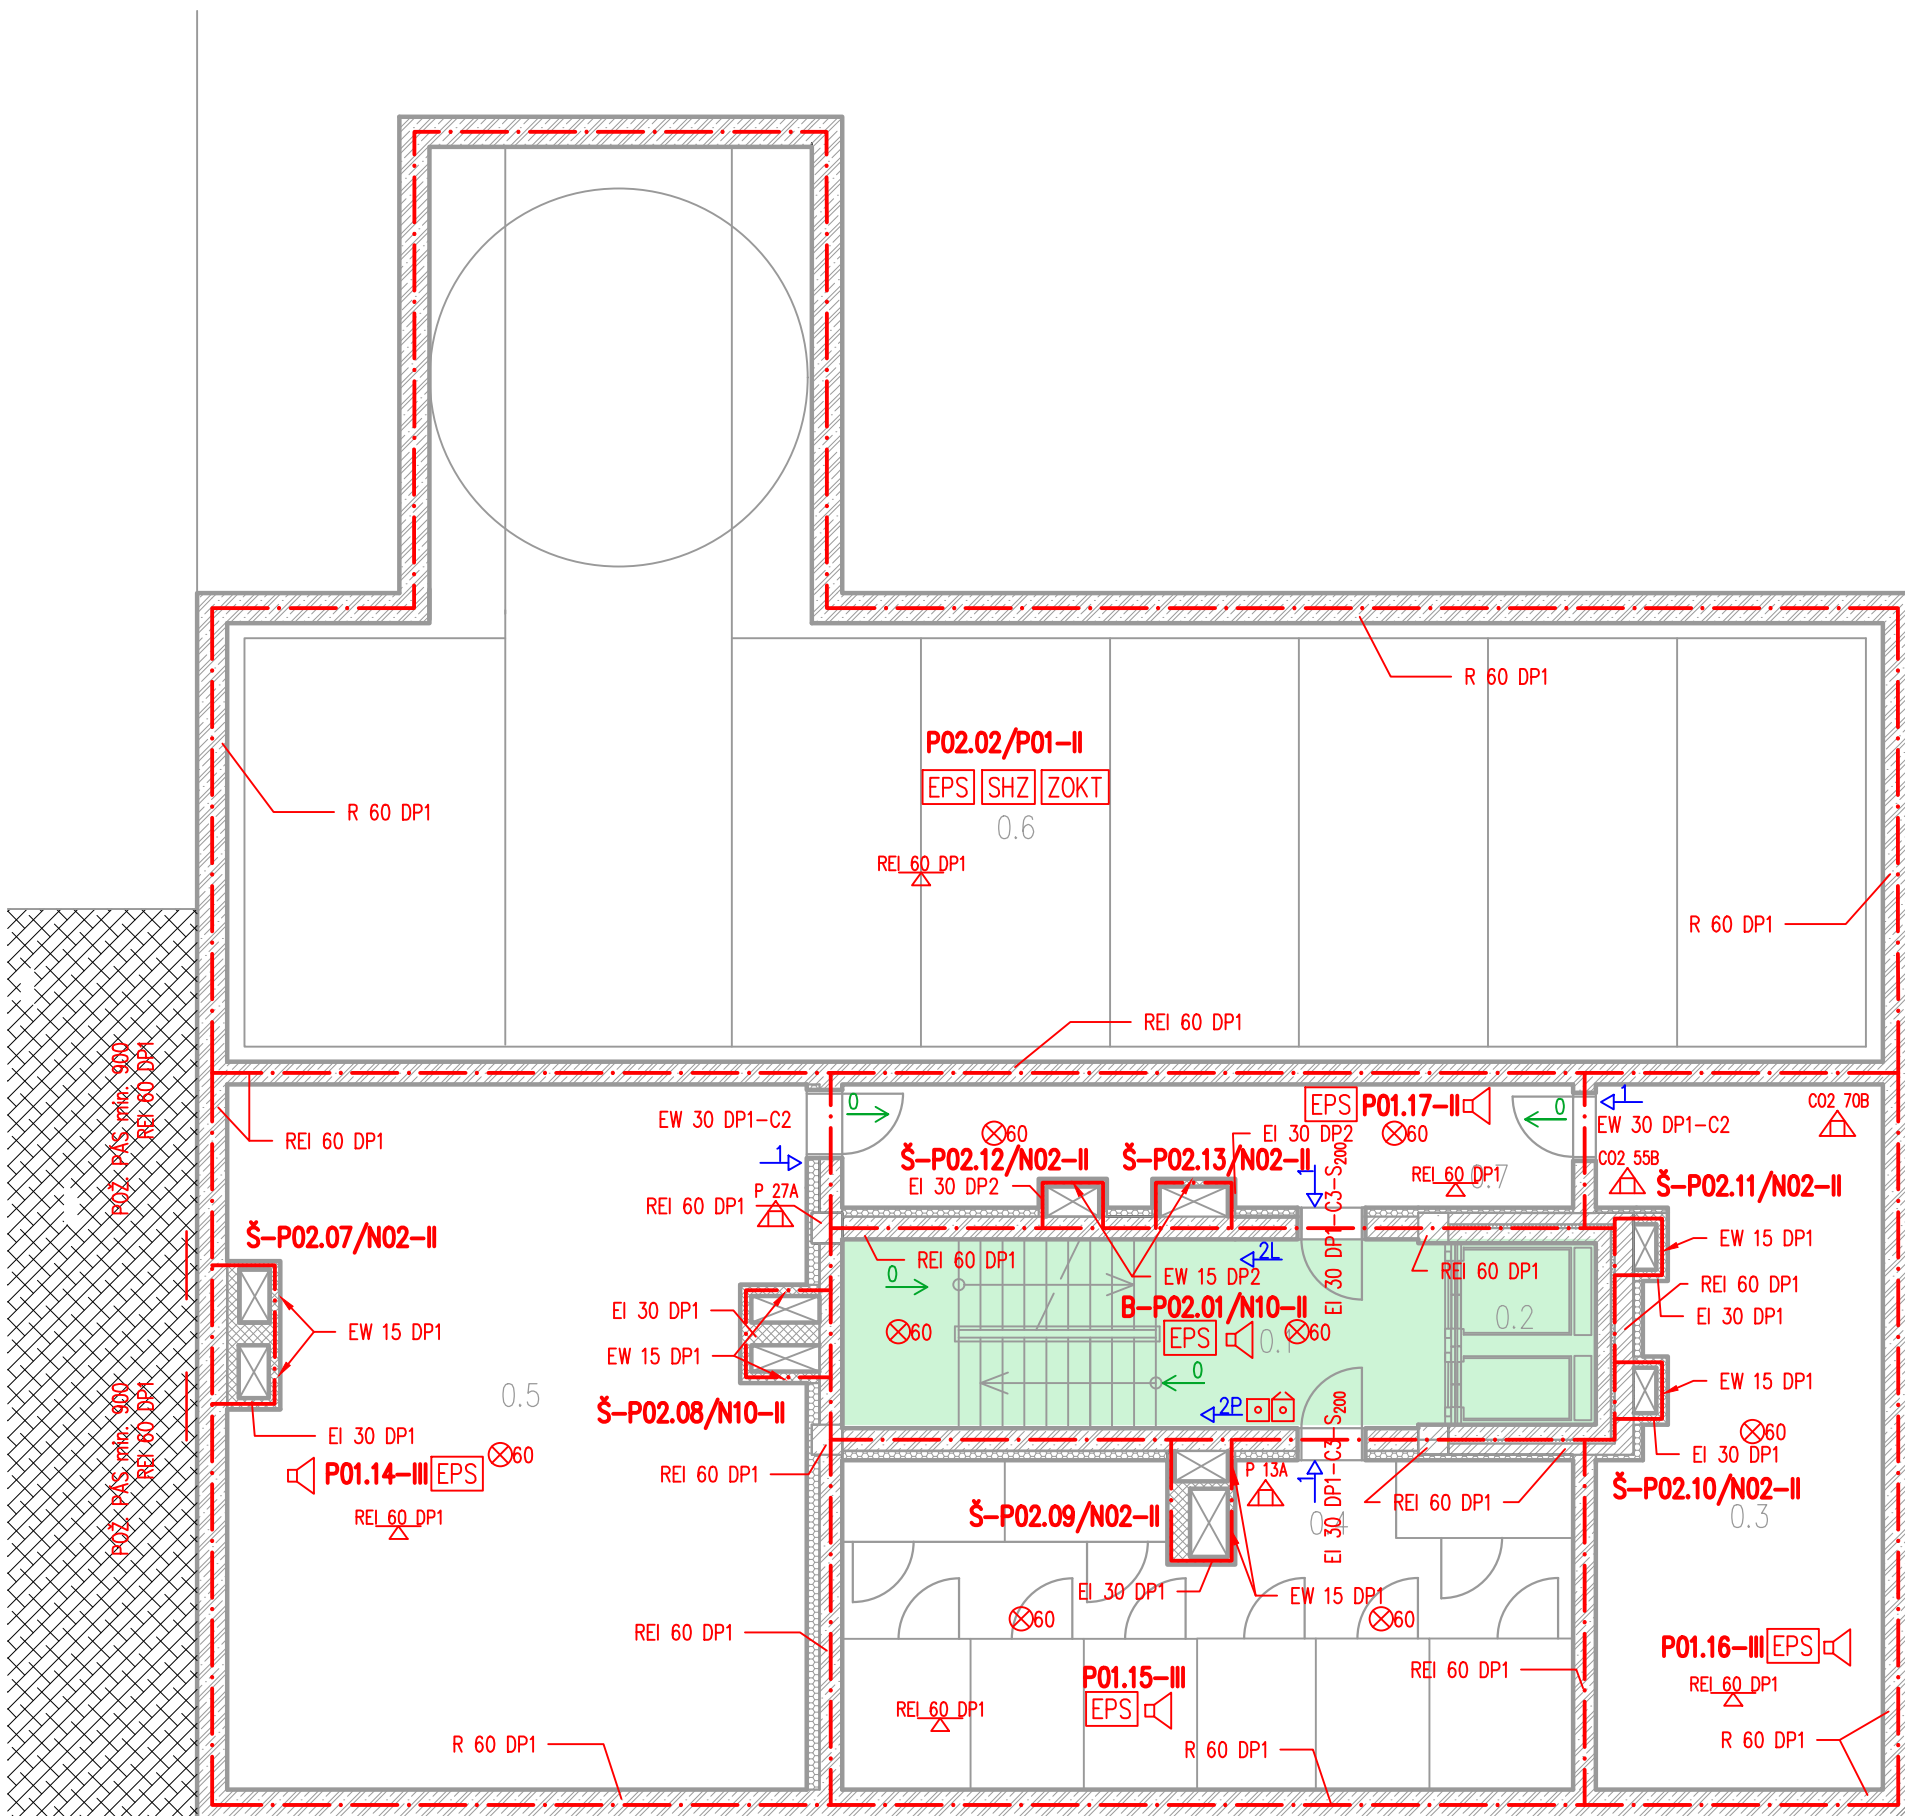 R 60 DP1
P02.02/P01-II
EPS SHZ ZOKT
0.6
R 60 DP1
REI 60 DP1
R 60 DP1
REI 60 DP1
POŽ. PÁS min. 900
REI 60 DP1
REI 60 DP1
EW 30 DP1-C2
1
0
60
EPS P01.17-II
60
EI 30 DP2
0
1
EW 30 DP1-C2
CO2 70B
Š-P02.12/N02-II
Š-P02.13/N02-II
EI 30 DP2
REI 60 DP1
0.7
CO2 55B
Š-P02.11/N02-II
P 27A
REI 60 DP1
1
EI 30 DP1-C3-S200
Š-P02.07/N02-II
REI 60 DP1
2L
REI 60 DP1
EW 15 DP1
REI 60 DP1
EI 30 DP1
0
EW 15 DP2
B-P02.01/N10-II
EPS
0.1
60
60
0.2
EI 30 DP1
EW 15 DP1
EW 15 DP1
0
2P
EW 15 DP1
0.5
Š-P02.08/N10-II
POŽ. PÁS min. 900
REI 60 DP1
EI 30 DP1
60
P01.14-III EPS
REI 60 DP1
REI 60 DP1
P 13A
1
EI 30 DP1-C3-S200
60
EI 30 DP1
Š-P02.10/N02-II
0.3
REI 60 DP1
Š-P02.09/N02-II
0.4
EI 30 DP1
EW 15 DP1
60
60
REI 60 DP1
P01.15-III
EPS
REI 60 DP1
REI 60 DP1
P01.16-III EPS
REI 60 DP1
R 60 DP1
R 60 DP1
R 60 DP1